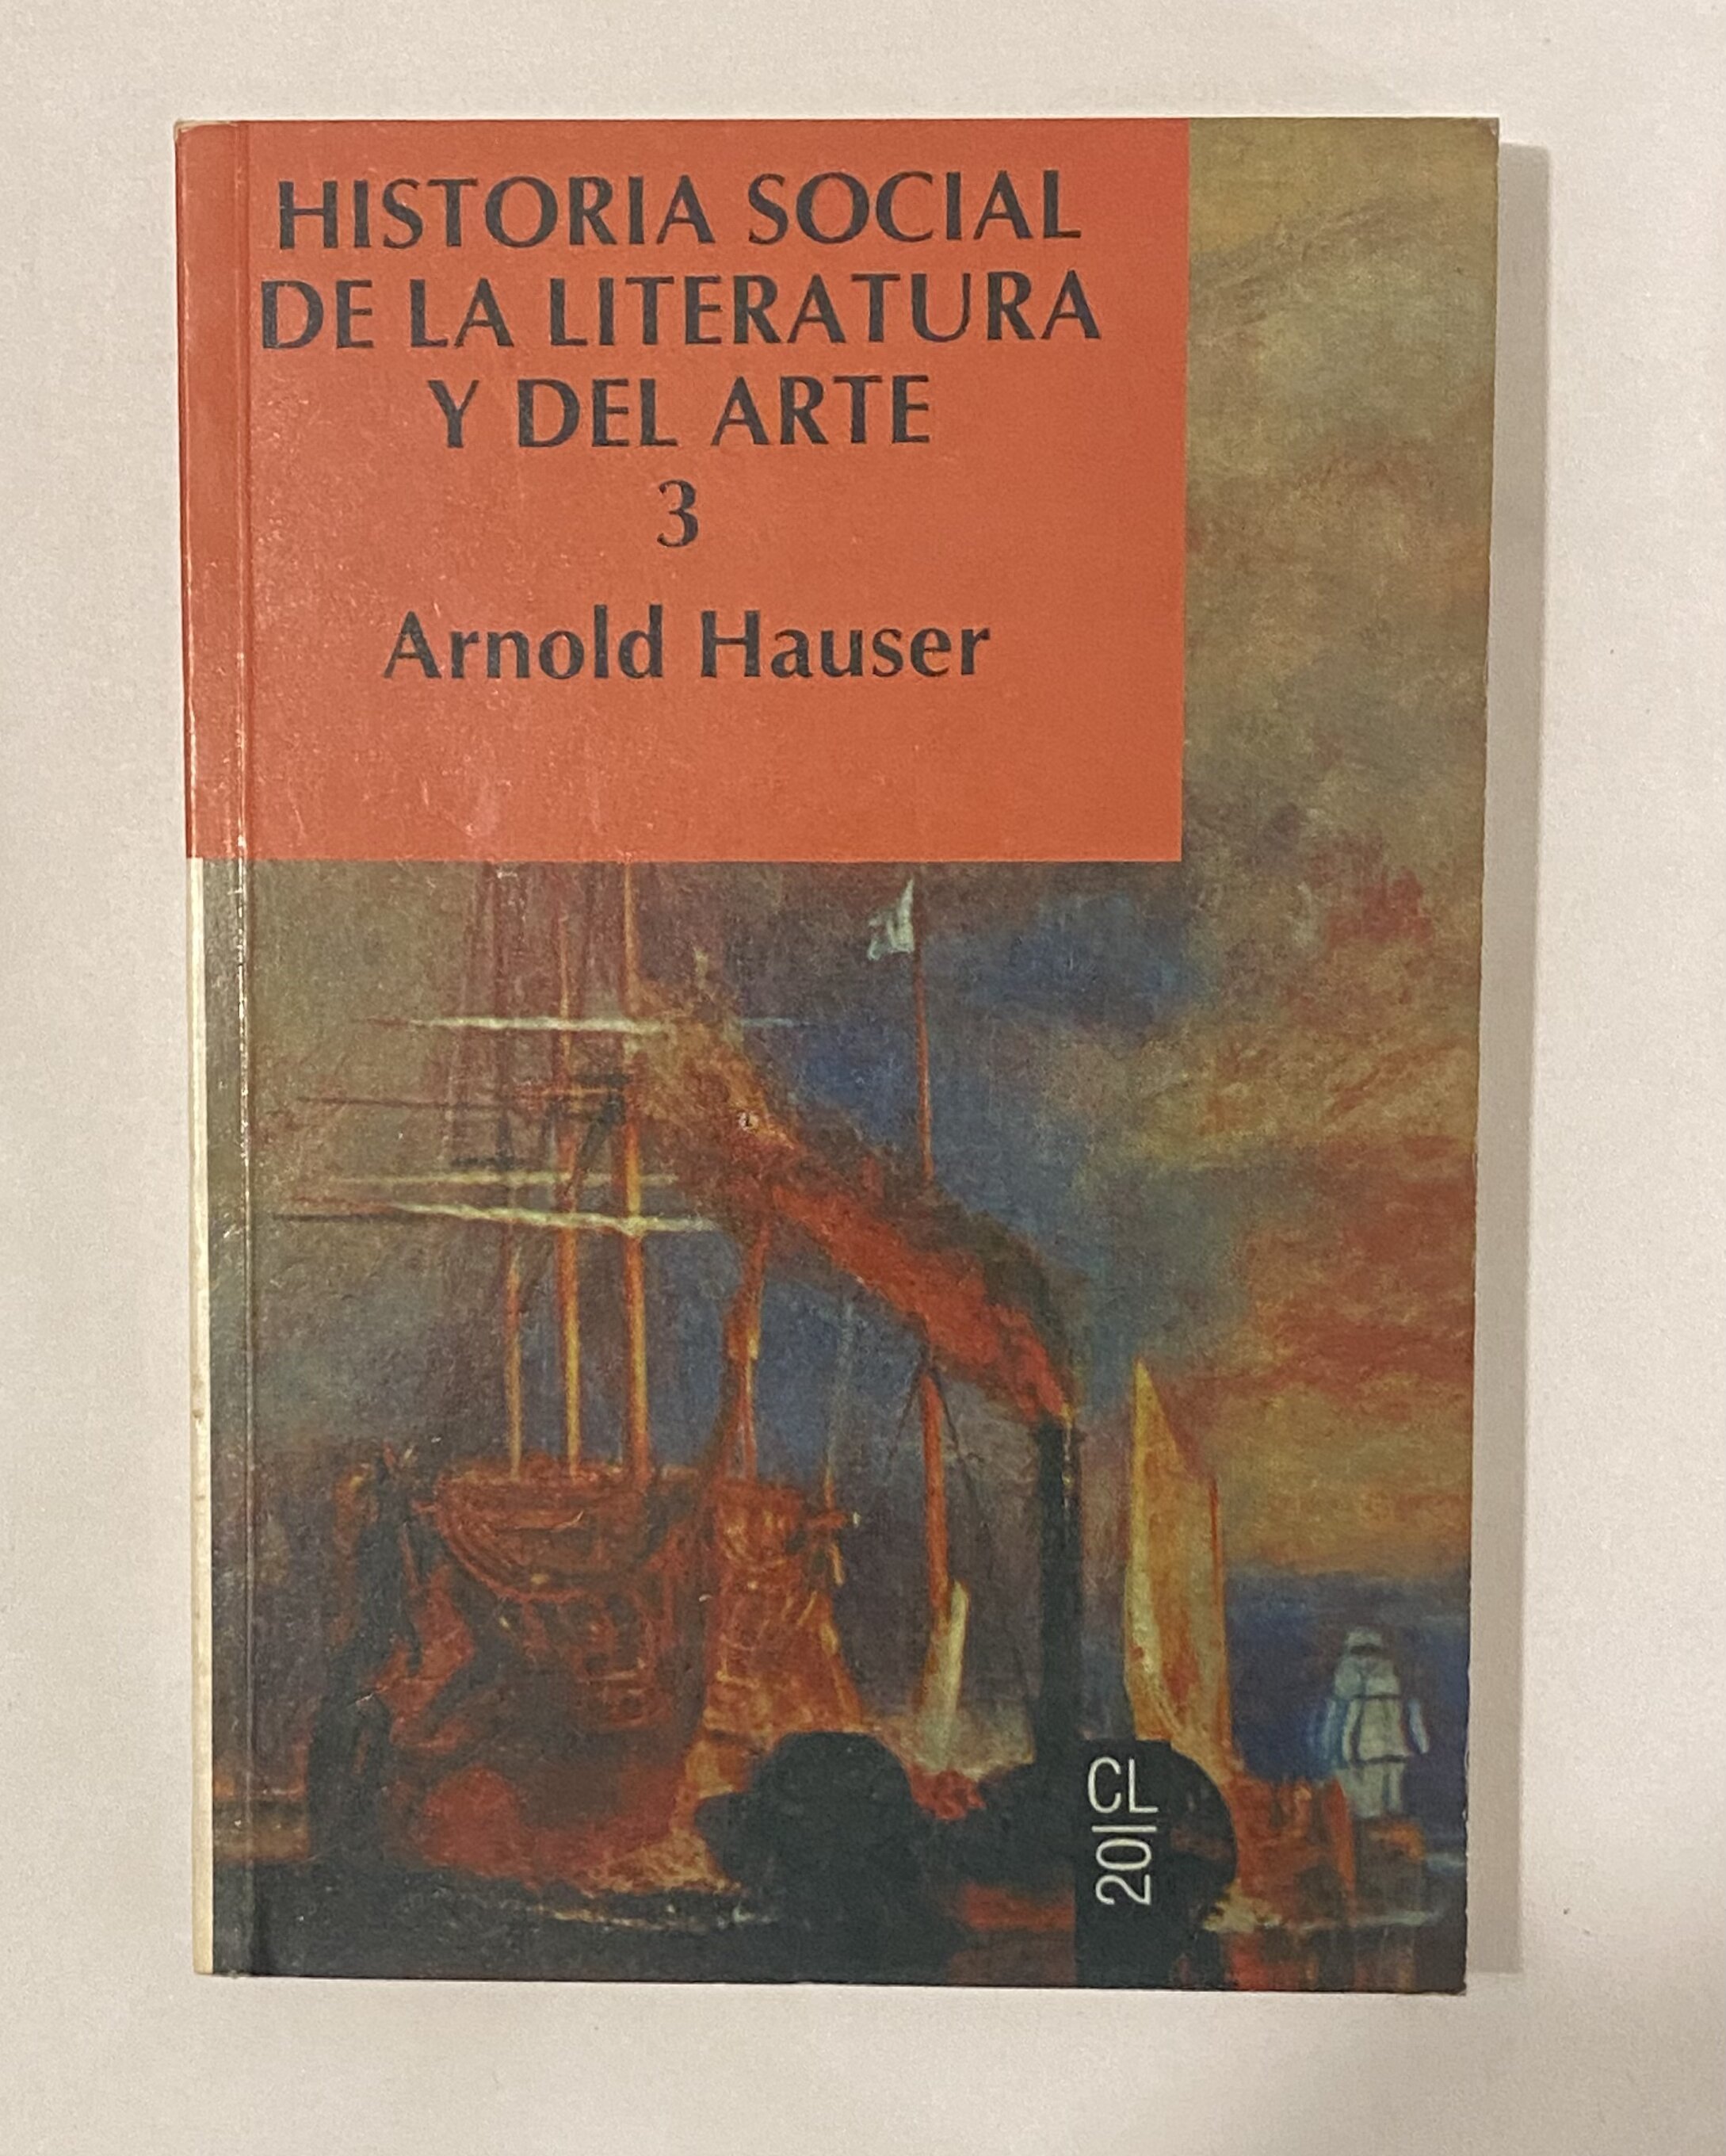 HISTORIA SOCIAL
DE LA LITERATURA
Y DEL ARTE
3
Arnold Hauser
20|CL